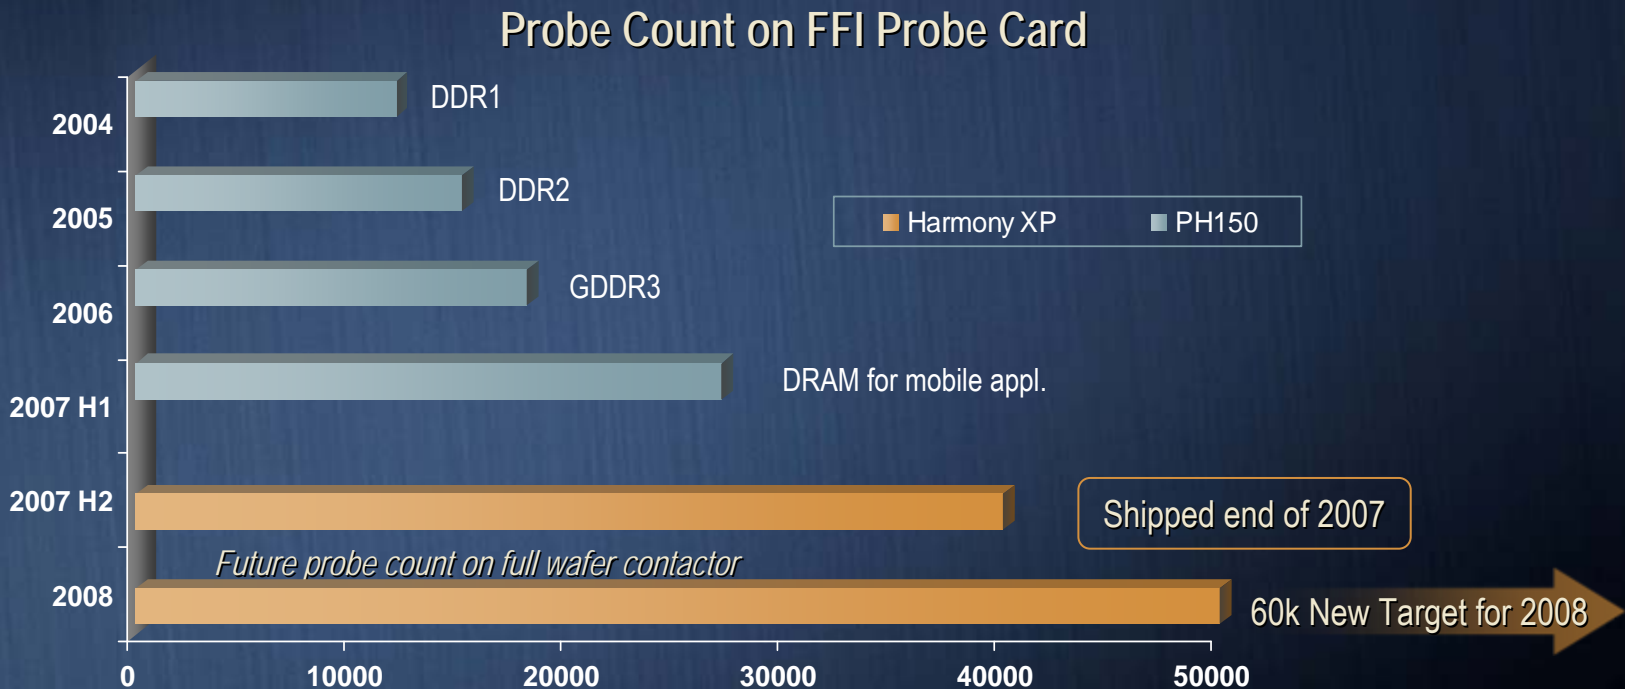 Probe Count on FFI Probe Card
DDR1
2004
DDR2
2005
Harmony XP
PH150
GDDR3
2006
DRAM for mobile appl.
2007 H1
2007 H2
Shipped end of 2007
Future probe count on full wafer contactor
2008
60k New Target for 2008
0 10000 20000 30000 40000 50000